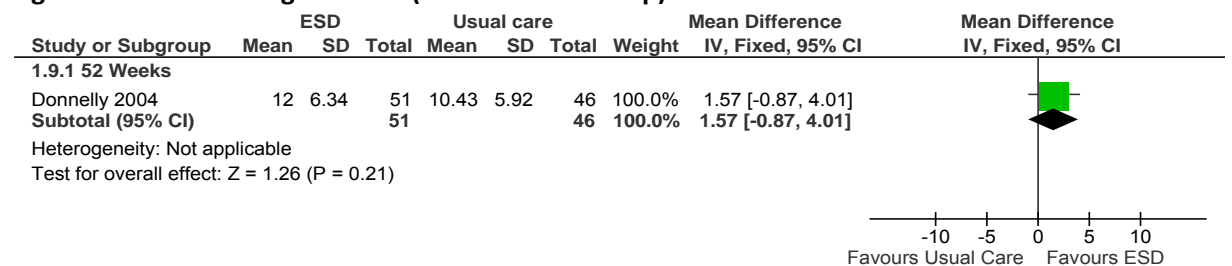 ESD Usual care Mean Difference Mean Difference
Study or Subgroup Mean SD Total Mean SD Total Weight IV, Fixed, 95% CI IV, Fixed, 95% CI
1.9.1 52 Weeks
Donnelly 2004 12 6.34 51 10.43 5.92 46 100.0% 1.57 [-0.87, 4.01]
Subtotal (95% CI) 51 46 100.0% 1.57 [-0.87, 4.01]
Heterogeneity: Not applicable
Test for overall effect: Z = 1.26 (P = 0.21)
-10 -5 0 5 10
Favours Usual Care Favours ESD